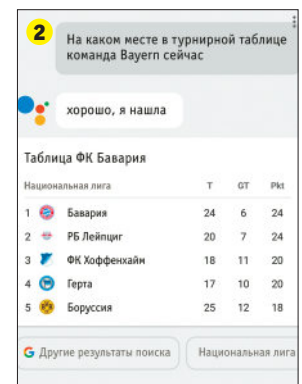 2
На каком месте в турнирной таблице
команда Bayern сейчас
хорошо, я нашла
Таблица ФК Бавария
Национальная лига T GT Pkt
1 Бавария 24 6 24
2 РБ Лейпциг 20 7 24
3 ФК Хоффенхайм 18 11 20
4 Герта 17 10 20
5 Боруссия 25 12 18
G Другие результаты поиска Национальная лига